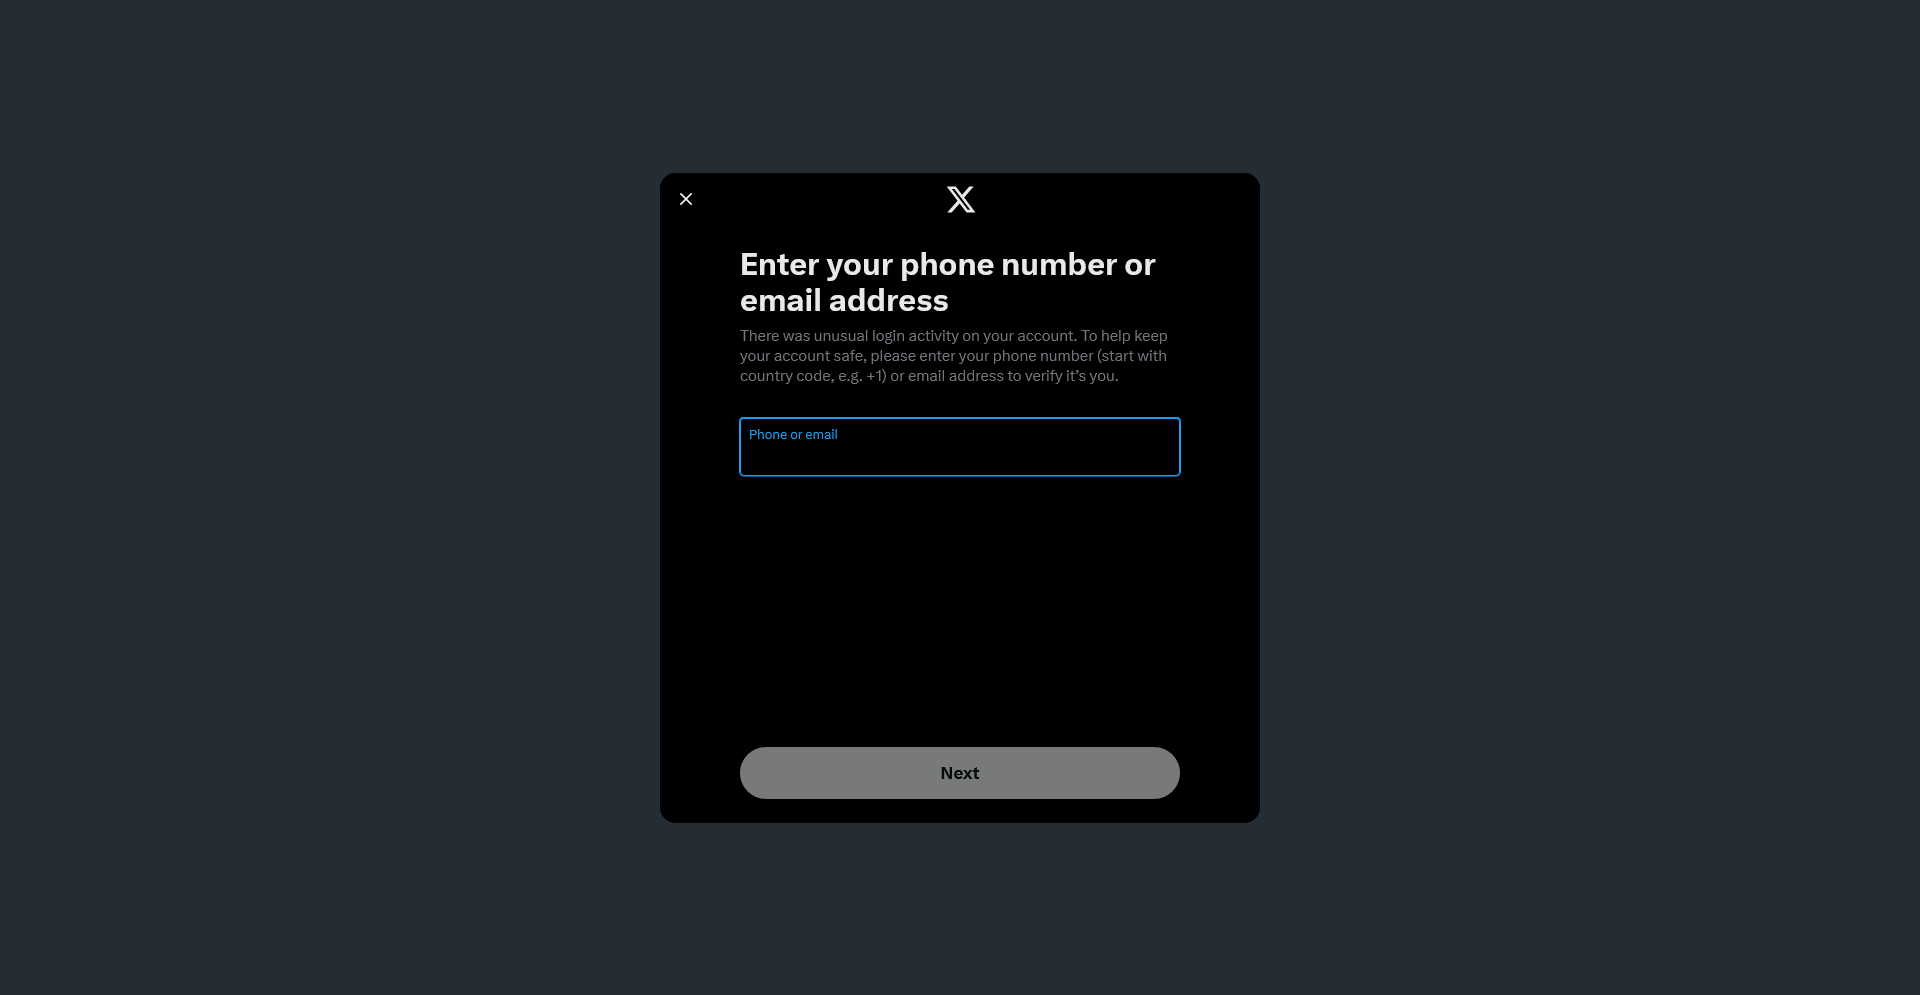 Enter your phone number or
email address
There was unusual login activity on your account. To help keep
your account safe, please enter your phone number (start with
country code, e.g. +1) or email address to verify it’s you.
Phone or email
Next